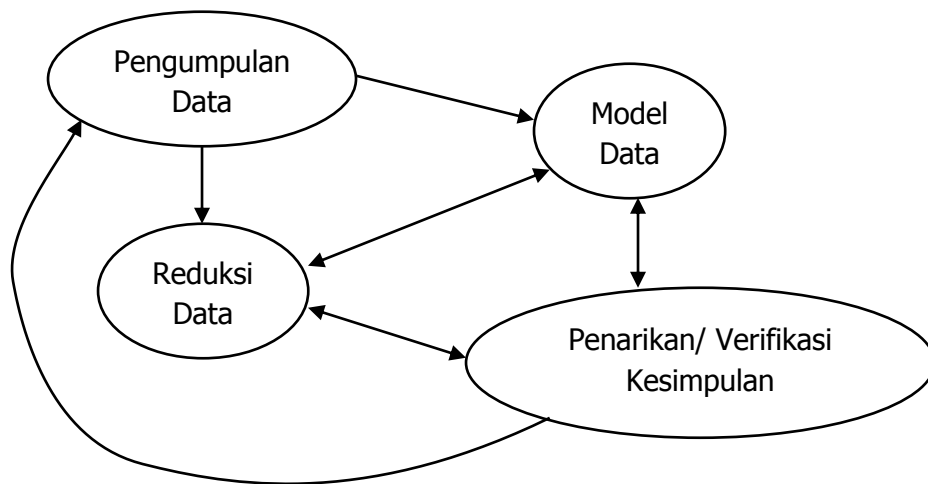 Pengumpulan
Data
Model
Data
Reduksi
Data
Penarikan/ Verifikasi
Kesimpulan